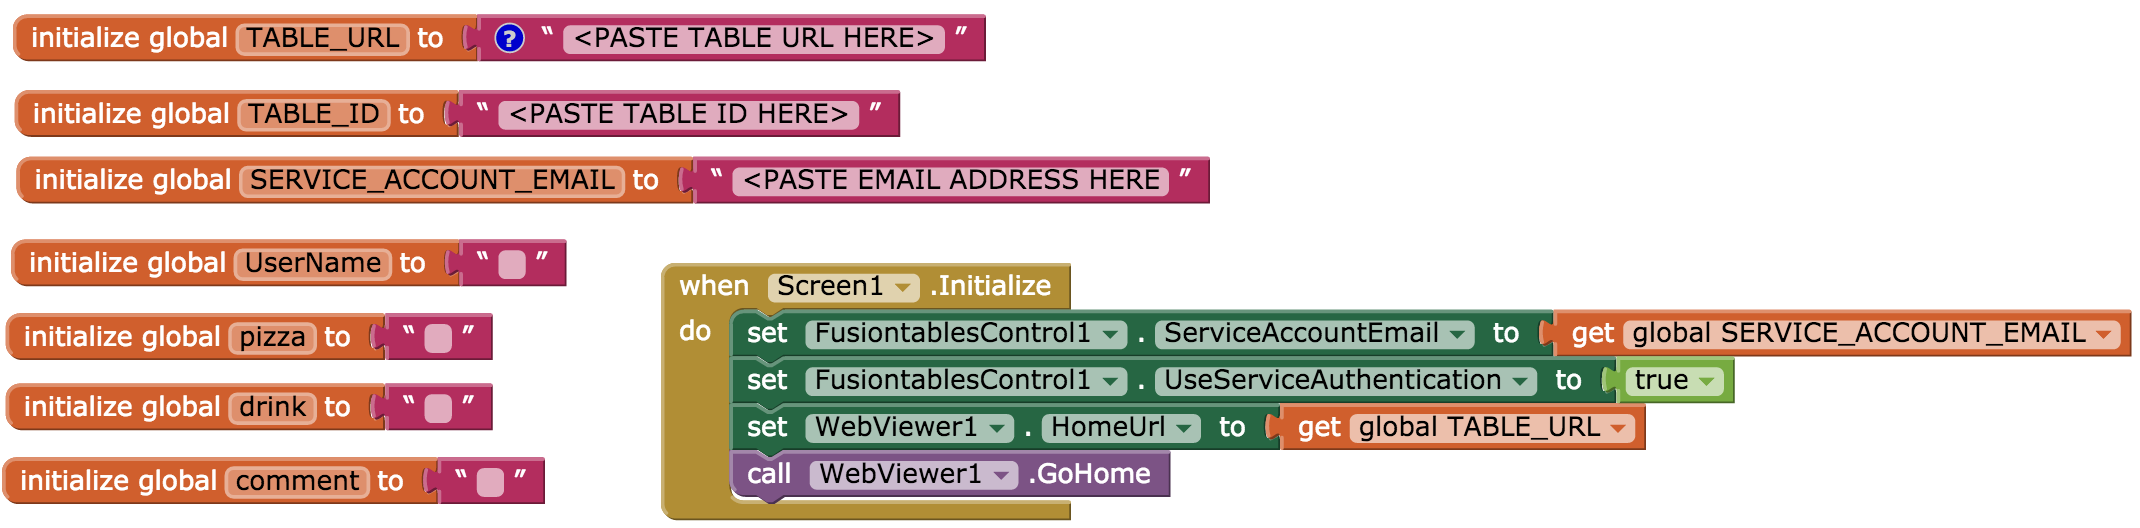 initialize global TABLE_URL to ? “ <PASTE TABLE URL HERE> ”
initialize global TABLE_ID to “ <PASTE TABLE ID HERE> ”
initialize global SERVICE_ACCOUNT_EMAIL to “ <PASTE EMAIL ADDRESS HERE ”
initialize global UserName to “ ”
initialize global pizza to “ ”
initialize global drink to “ ”
initialize global comment to “ ”
when Screen1 .Initialize
do set FusiontablesControl1 . ServiceAccountEmail to get global SERVICE_ACCOUNT_EMAIL
set FusiontablesControl1 . UseServiceAuthentication to true
set WebViewer1 . HomeUrl to get global TABLE_URL
call WebViewer1 .GoHome